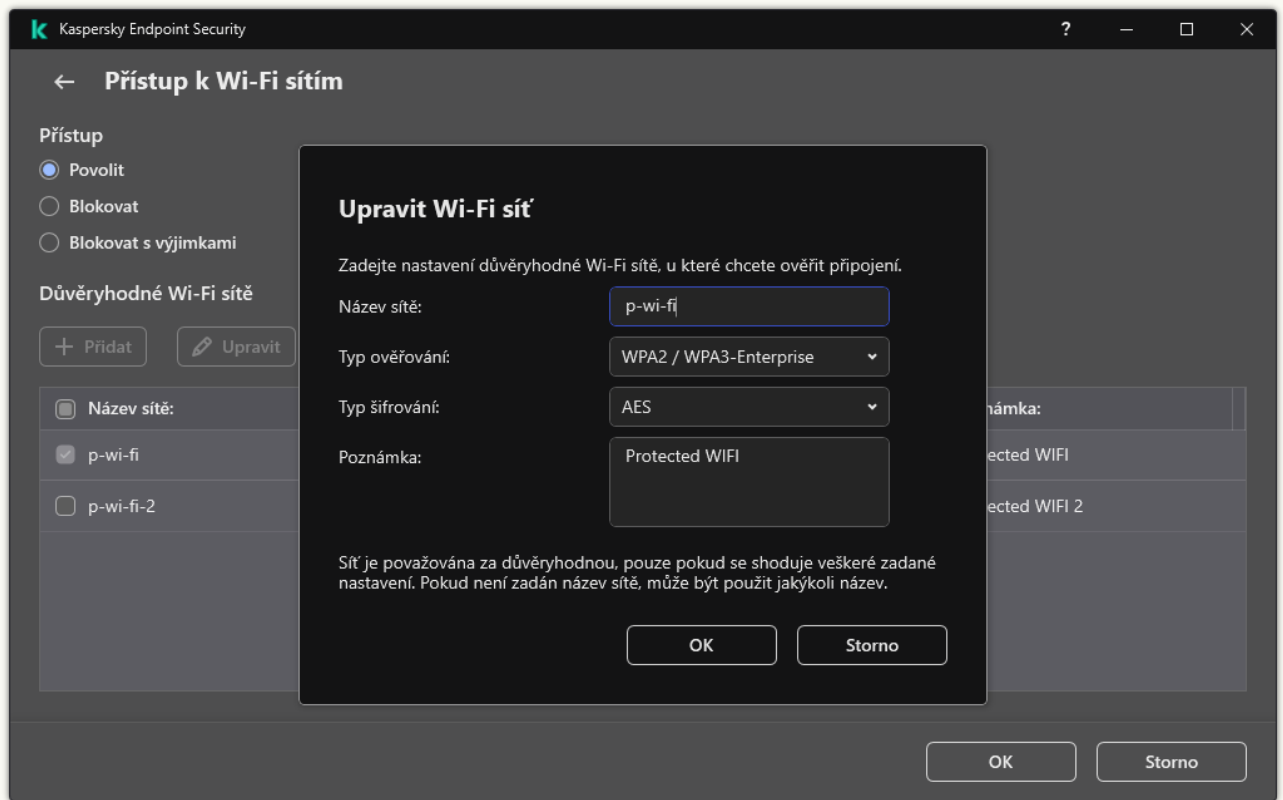 Kaspersky Endpoint Security
?
Přístup k Wi-Fi sítím
Přístup
Povolit
Blokovat
Blokovat s výjimkami
Důvěryhodné Wi-Fi sítě
Přidat
Upravit
Název sítě:
námka:
p-wi-fi
ected WIFI
p-wi-fi-2
ected WIFI 2
Upravit Wi-Fi síť
Zadejte nastavení důvěryhodné Wi-Fi sítě, u které chcete ověřit připojení.
Název sítě: p-wi-fi
Typ ověřování: WPA2 / WPA3-Enterprise
Typ šifrování: AES
Poznámka: Protected WIFI
Síť je považována za důvěryhodnou, pouze pokud se shoduje veškeré zadané
nastavení. Pokud není zadán název sítě, může být použit jakýkoli název.
OK Storno
OK Storno